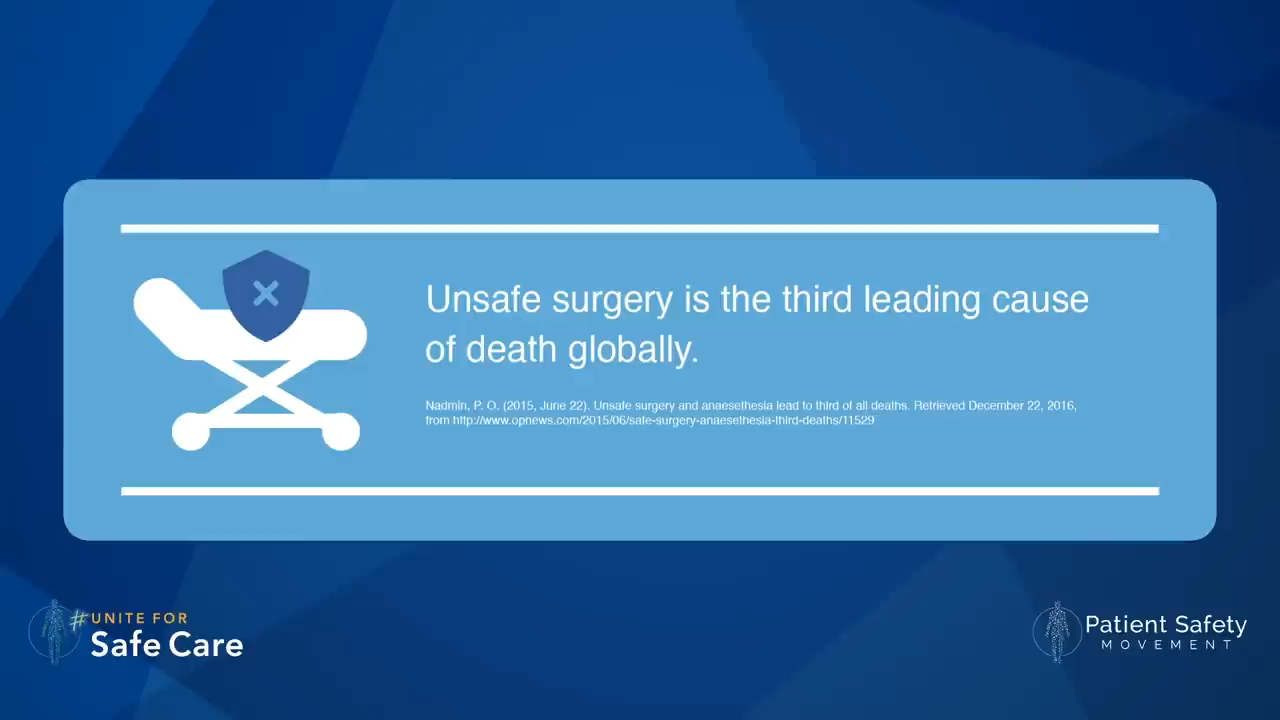 Unsafe surgery is the third leading cause
of death globally.
Nadmin, P. O. (2015, June 22). Unsafe surgery and anaesethesia lead to third of all deaths. Retrieved December 22, 2016,
from http://www.opnews.com/2015/06/safe-surgery-anaesethesia-third-deaths/11529
#UNITE FOR
Safe Care
Patient Safety
MOVEMENT